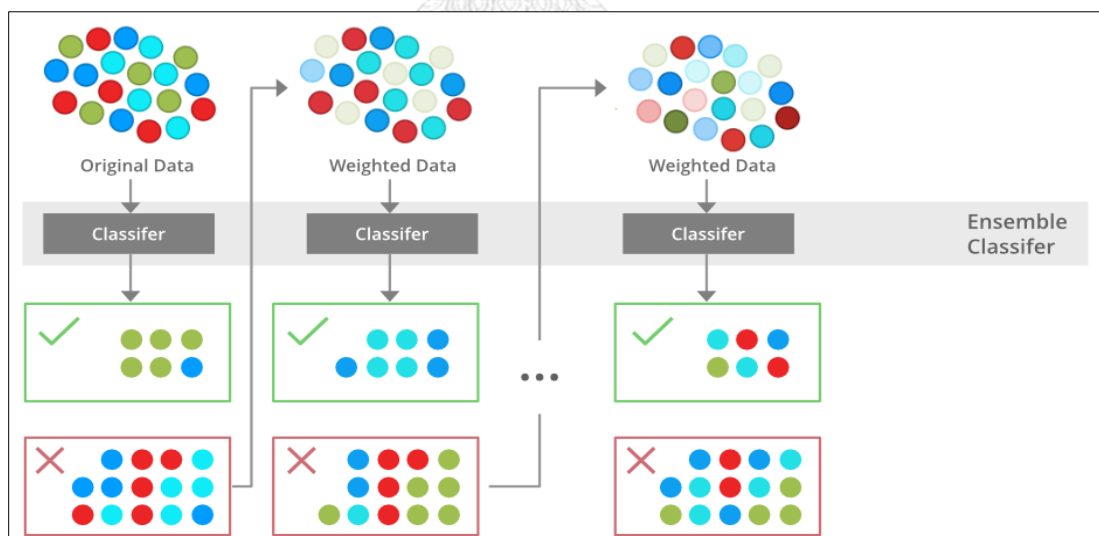 Original Data
Weighted Data
Weighted Data
Classifer
Classifer
Classifer
Ensemble
Classifer